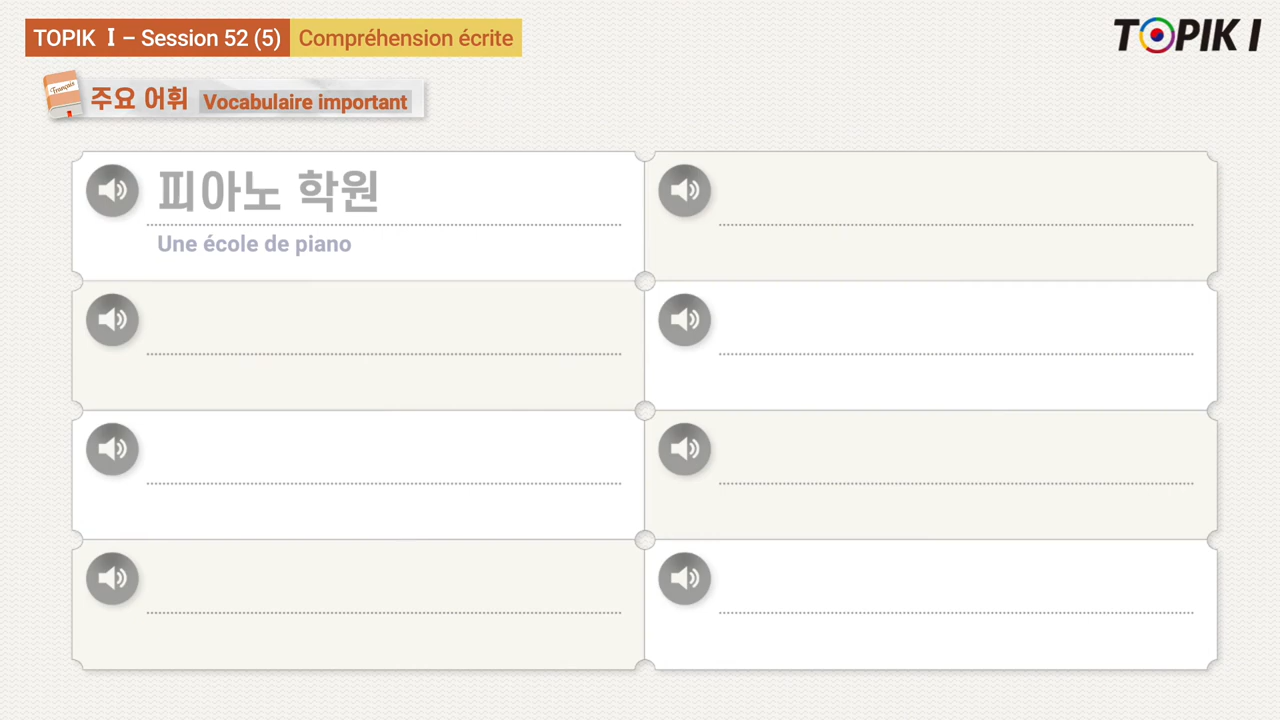 TOPIK Ⅰ – Session 52 (5) Compréhension écrite
TOPIK I
Français
주요 어휘 Vocabulaire important
피아노 학원
Une école de piano